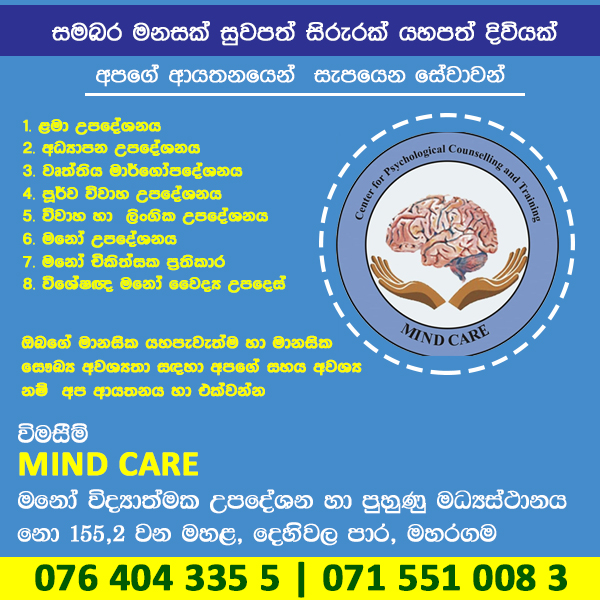 සමබර මනසක් සුවපත් සිරුරක් යහපත් දිවියක්
අපගේ ආයතනයෙන් සැපයෙන සේවාවන්
1. ළමා උපදේශනය
2. අධ්‍යාපන උපදේශනය
3. වෘත්තිය මාර්ගෝපදේශනය
4. පූර්ව විවාහ උපදේශනය
5. විවාහ හා ලිංගික උපදේශනය
6. මනෝ උපදේශනය
7. මනෝ චිකිත්සක ප්‍රතිකාර
8. විශේෂඥ මනෝ වෛද්‍ය උපදෙස්
Center for Psychological Counselling and Training
MIND CARE
ඔබගේ මානසික යහපැවැත්ම හා මානසික
සෞඛ්‍ය අවශ්‍යතා සඳහා අපගේ සහය අවශ්‍ය
නම් අප ආයතනය හා එක්වන්න
විමසීම්
MIND CARE
මනෝ විද්‍යාත්මක උපදේශන හා පුහුණු මධ්‍යස්ථානය
නො 155,2 වන මහළ, දෙහිවල පාර, මහරගම
076 404 335 5 | 071 551 008 3